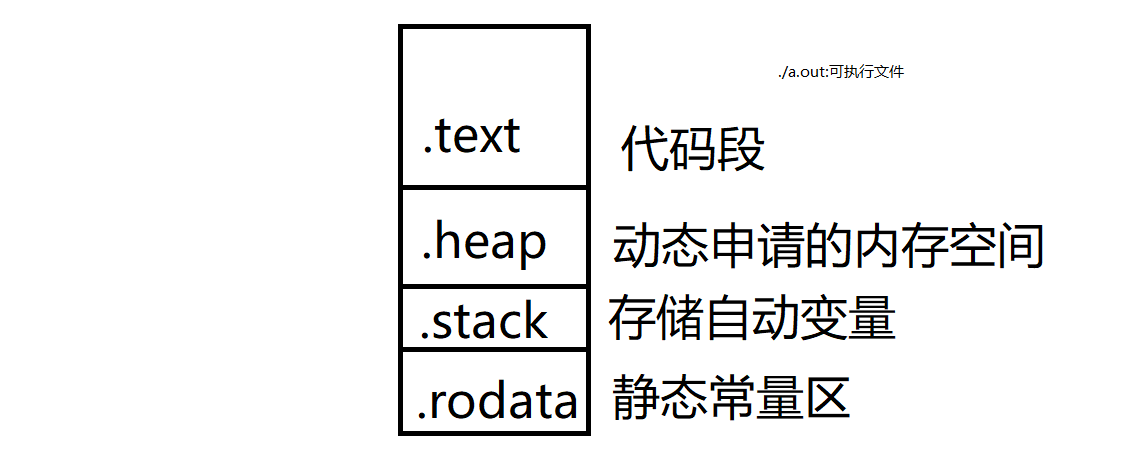 ./a.out:可执行文件
.text 代码段
.heap 动态申请的内存空间
.stack 存储自动变量
.rodata 静态常量区